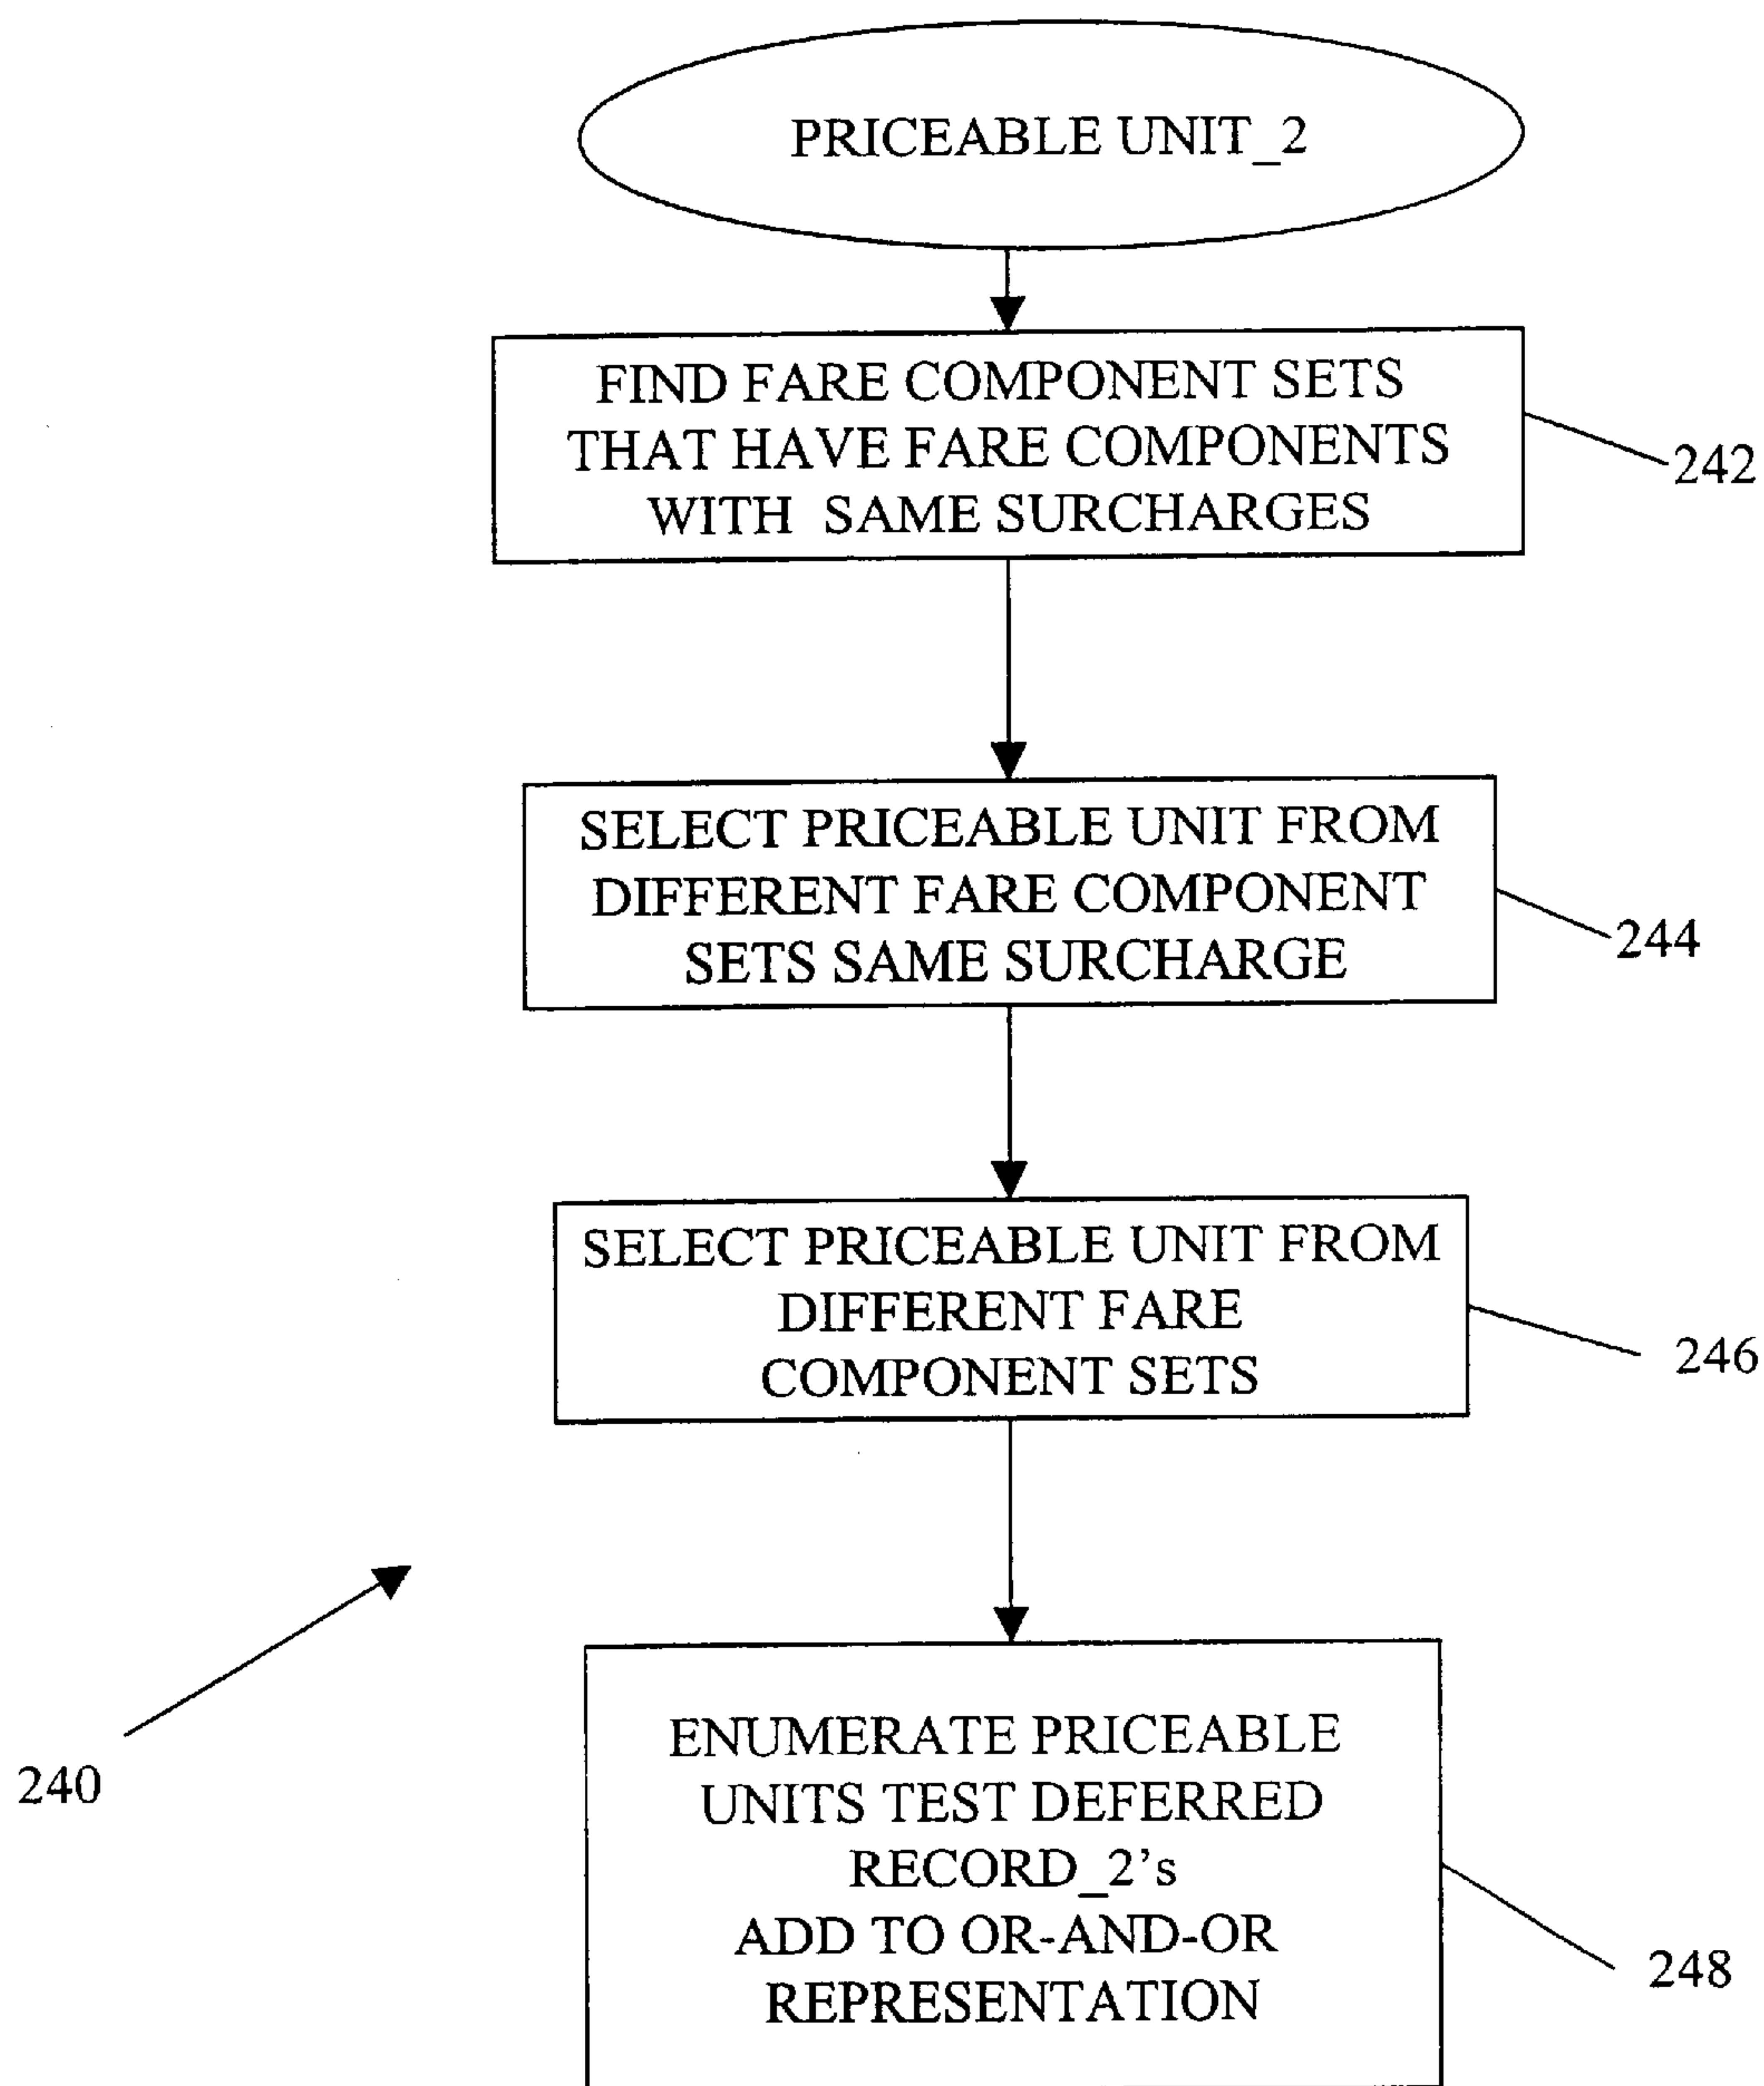 PRICEABLE UNIT_2
FIND FARE COMPONENT SETS
THAT HAVE FARE COMPONENTS
WITH SAME SURCHARGES
242
SELECT PRICEABLE UNIT FROM
DIFFERENT FARE COMPONENT
SETS SAME SURCHARGE
244
SELECT PRICEABLE UNIT FROM
DIFFERENT FARE
COMPONENT SETS
246
ENUMERATE PRICEABLE
UNITS TEST DEFERRED
RECORD_2's
ADD TO OR-AND-OR
REPRESENTATION
248
240